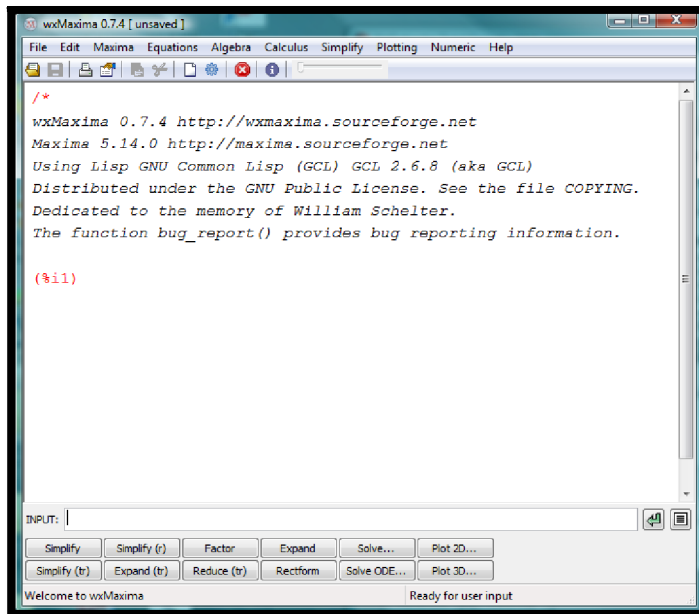 wxMaxima 0.7.4 [ unsaved ]
File Edit Maxima Equations Algebra Calculus Simplify Plotting Numeric Help
/*
wxMaxima 0.7.4 http://wxmaxima.sourceforge.net
Maxima 5.14.0 http://maxima.sourceforge.net
Using Lisp GNU Common Lisp (GCL) GCL 2.6.8 (aka GCL)
Distributed under the GNU Public License. See the file COPYING.
Dedicated to the memory of William Schelter.
The function bug_report() provides bug reporting information.
(%i1)
INPUT:
Simplify Simplify (r) Factor Expand Solve... Plot 2D...
Simplify (tr) Expand (tr) Reduce (tr) Rectform Solve ODE... Plot 3D...
Welcome to wxMaxima Ready for user input